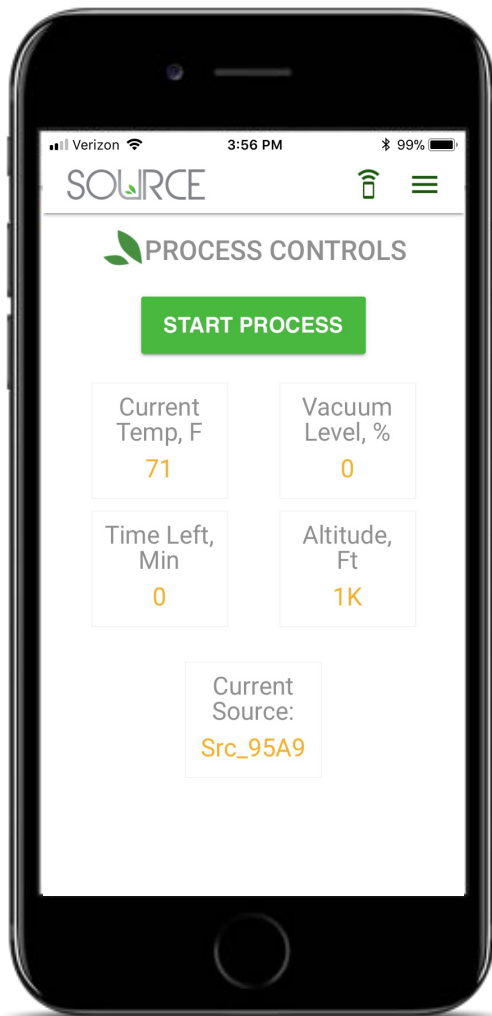 Verizon 3:56 PM 99%
SOURCE
PROCESS CONTROLS
START PROCESS
Current
Temp, F
71
Vacuum
Level, %
0
Time Left,
Min
0
Altitude,
Ft
1K
Current
Source:
Src_95A9